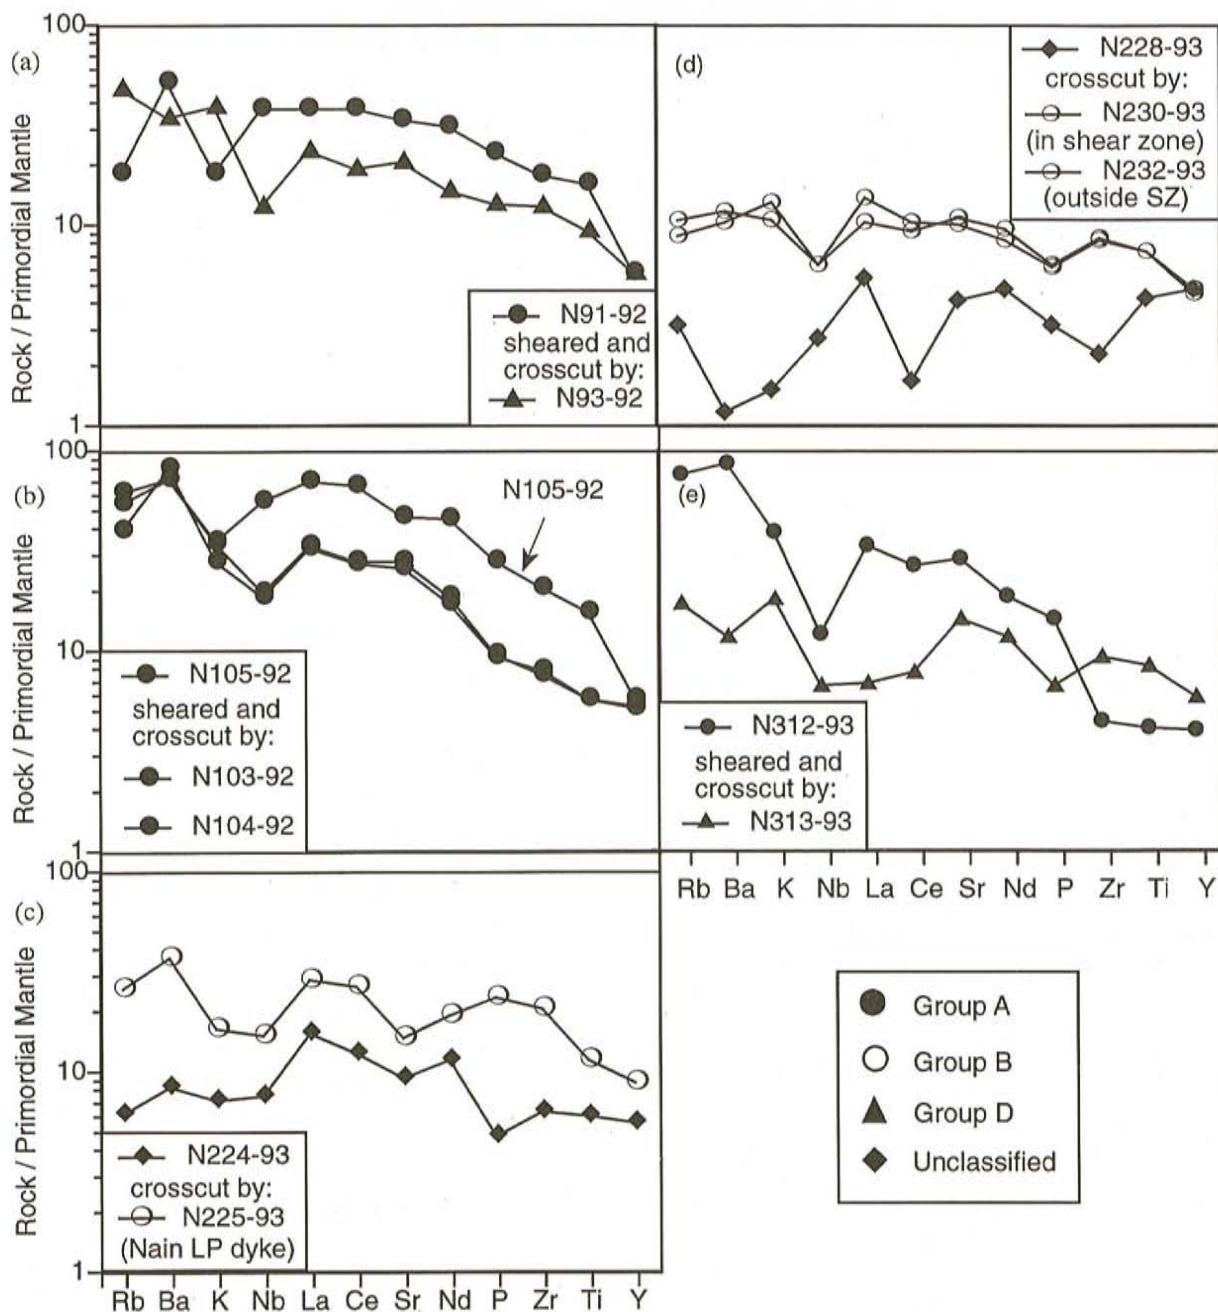 (a)
Rock / Primordial Mantle
100
10
1
N91-92
sheared and
crosscut by:
N93-92
(d)
N228-93
crosscut by:
N230-93
(in shear zone)
N232-93
(outside SZ)
(b)
Rock / Primordial Mantle
100
10
1
N105-92
N105-92
sheared and
crosscut by:
N103-92
N104-92
(e)
N312-93
sheared and
crosscut by:
N313-93
Rb Ba K Nb La Ce Sr Nd P Zr Ti Y
(c)
Rock / Primordial Mantle
100
10
1
N224-93
crosscut by:
N225-93
(Nain LP dyke)
Rb Ba K Nb La Ce Sr Nd P Zr Ti Y
Group A
Group B
Group D
Unclassified